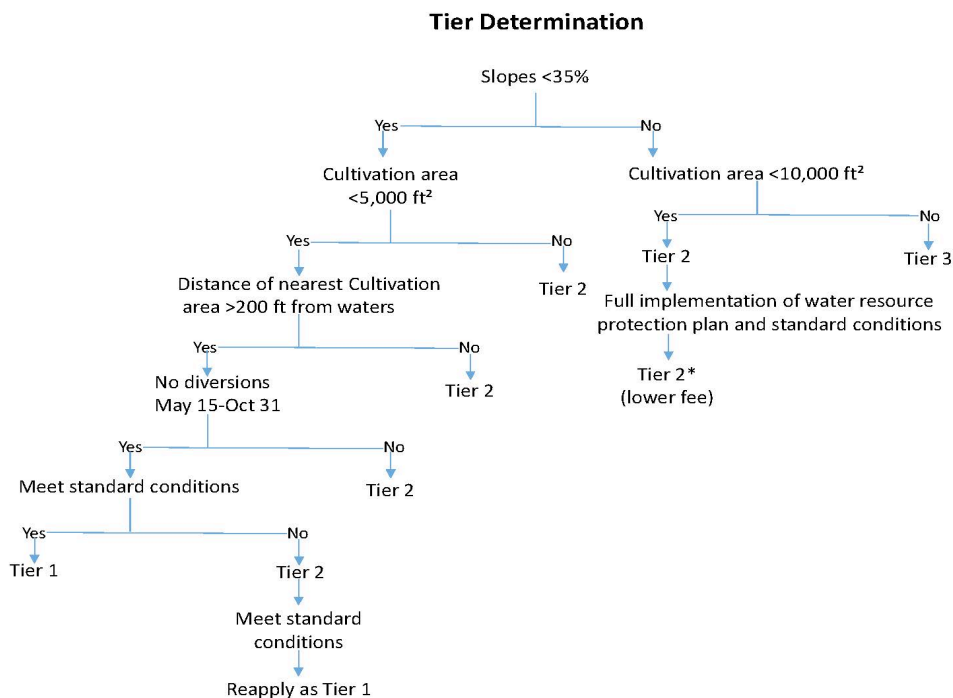 Tier Determination
Slopes <35%
Yes
No
Cultivation area
<5,000 ft²
Cultivation area <10,000 ft²
Yes
No
Yes
No
Tier 2
Tier 2
Tier 3
Distance of nearest Cultivation
area >200 ft from waters
Full implementation of water resource
protection plan and standard conditions
Yes
No
Tier 2
Tier 2*
(lower fee)
No diversions
May 15-Oct 31
Yes
No
Tier 2
Meet standard conditions
Yes
No
Tier 1
Tier 2
Meet standard
conditions
Reapply as Tier 1